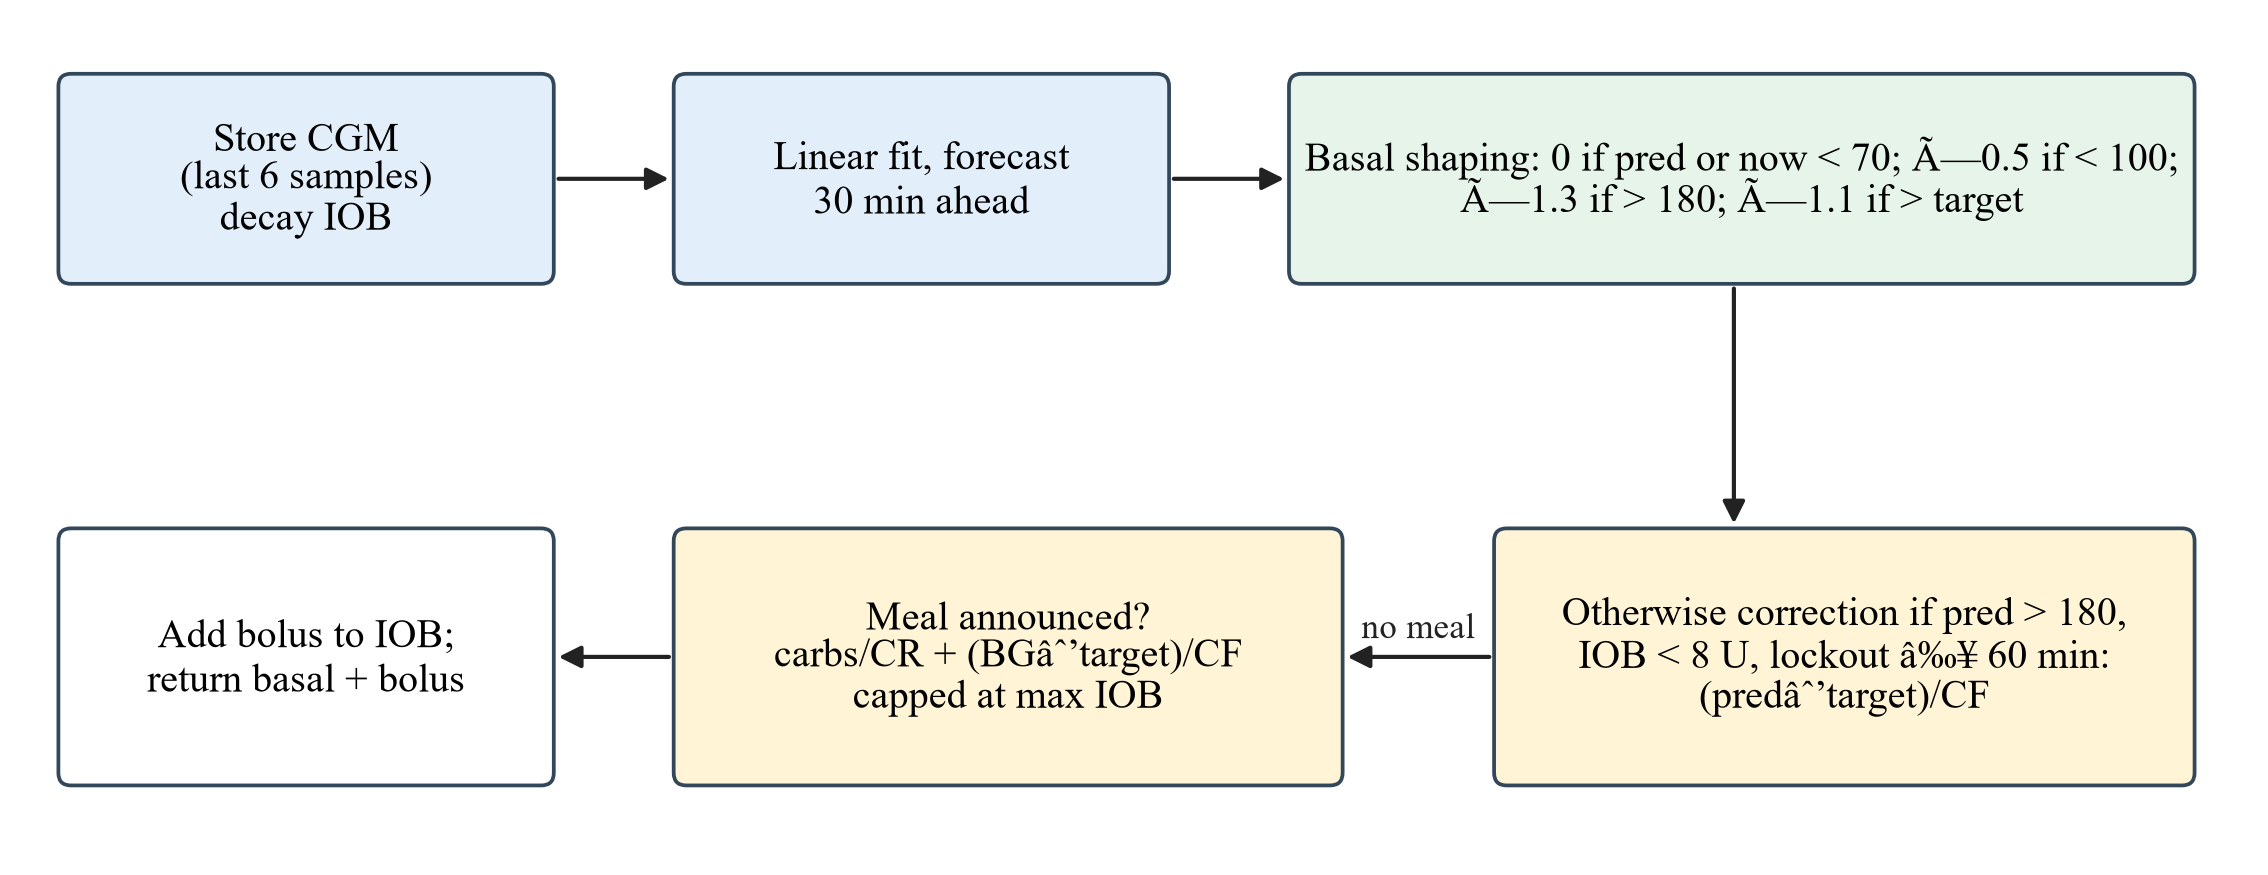 Store CGM
(last 6 samples)
decay IOB
Linear fit, forecast
30 min ahead
Basal shaping: 0 if pred or now < 70; Ã—0.5 if < 100;
Ã—1.3 if > 180; Ã—1.1 if > target
Otherwise correction if pred > 180,
IOB < 8 U, lockout â‰¥ 60 min:
(predâˆ’target)/CF
no meal
Meal announced?
carbs/CR + (BGâˆ’target)/CF
capped at max IOB
Add bolus to IOB;
return basal + bolus